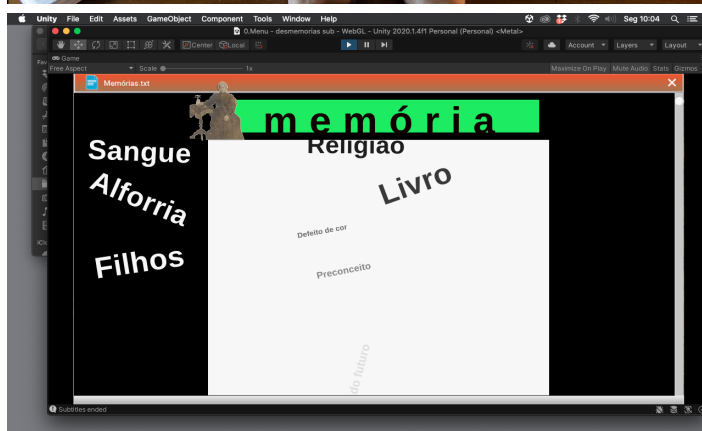 Unity File Edit Assets GameObject Component Tools Window Help Seg 10:04
0.Menu - desmemorias sub - WebGL - Unity 2020.1.4f1 Personal (Personal) <Metal>
Center Local Account Layers Layout
Fav
Game
Free Aspect Scale 1x Maximize On Play Mute Audio Stats Gizmos
Memórias.txt
memória
Religião
Sangue
Livro
Alforria
Defeito de cor
Filhos
Preconceito
do futuro
iClo
Subtitles ended